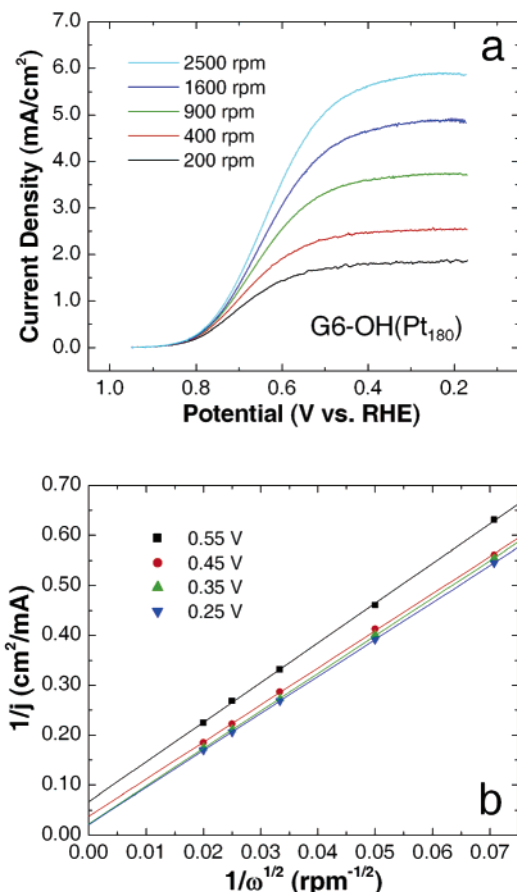 a
7.0
6.0
5.0
4.0
3.0
2.0
1.0
0.0
Current Density (mA/cm²)
2500 rpm
1600 rpm
900 rpm
400 rpm
200 rpm
G6-OH(Pt₁₈₀)
1.0 0.8 0.6 0.4 0.2
Potential (V vs. RHE)
0.70
0.60
0.50
0.40
0.30
0.20
0.10
0.00
1/j (cm²/mA)
0.55 V
0.45 V
0.35 V
0.25 V
b
0.00 0.01 0.02 0.03 0.04 0.05 0.06 0.07
1/ω¹ᐟ² (rpm⁻¹ᐟ²)